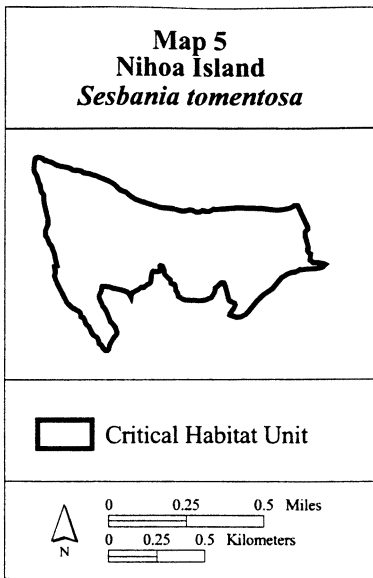 Map 5
Nihoa Island
Sesbania tomentosa
Critical Habitat Unit
0 0.25 0.5 Miles
0 0.25 0.5 Kilometers
N